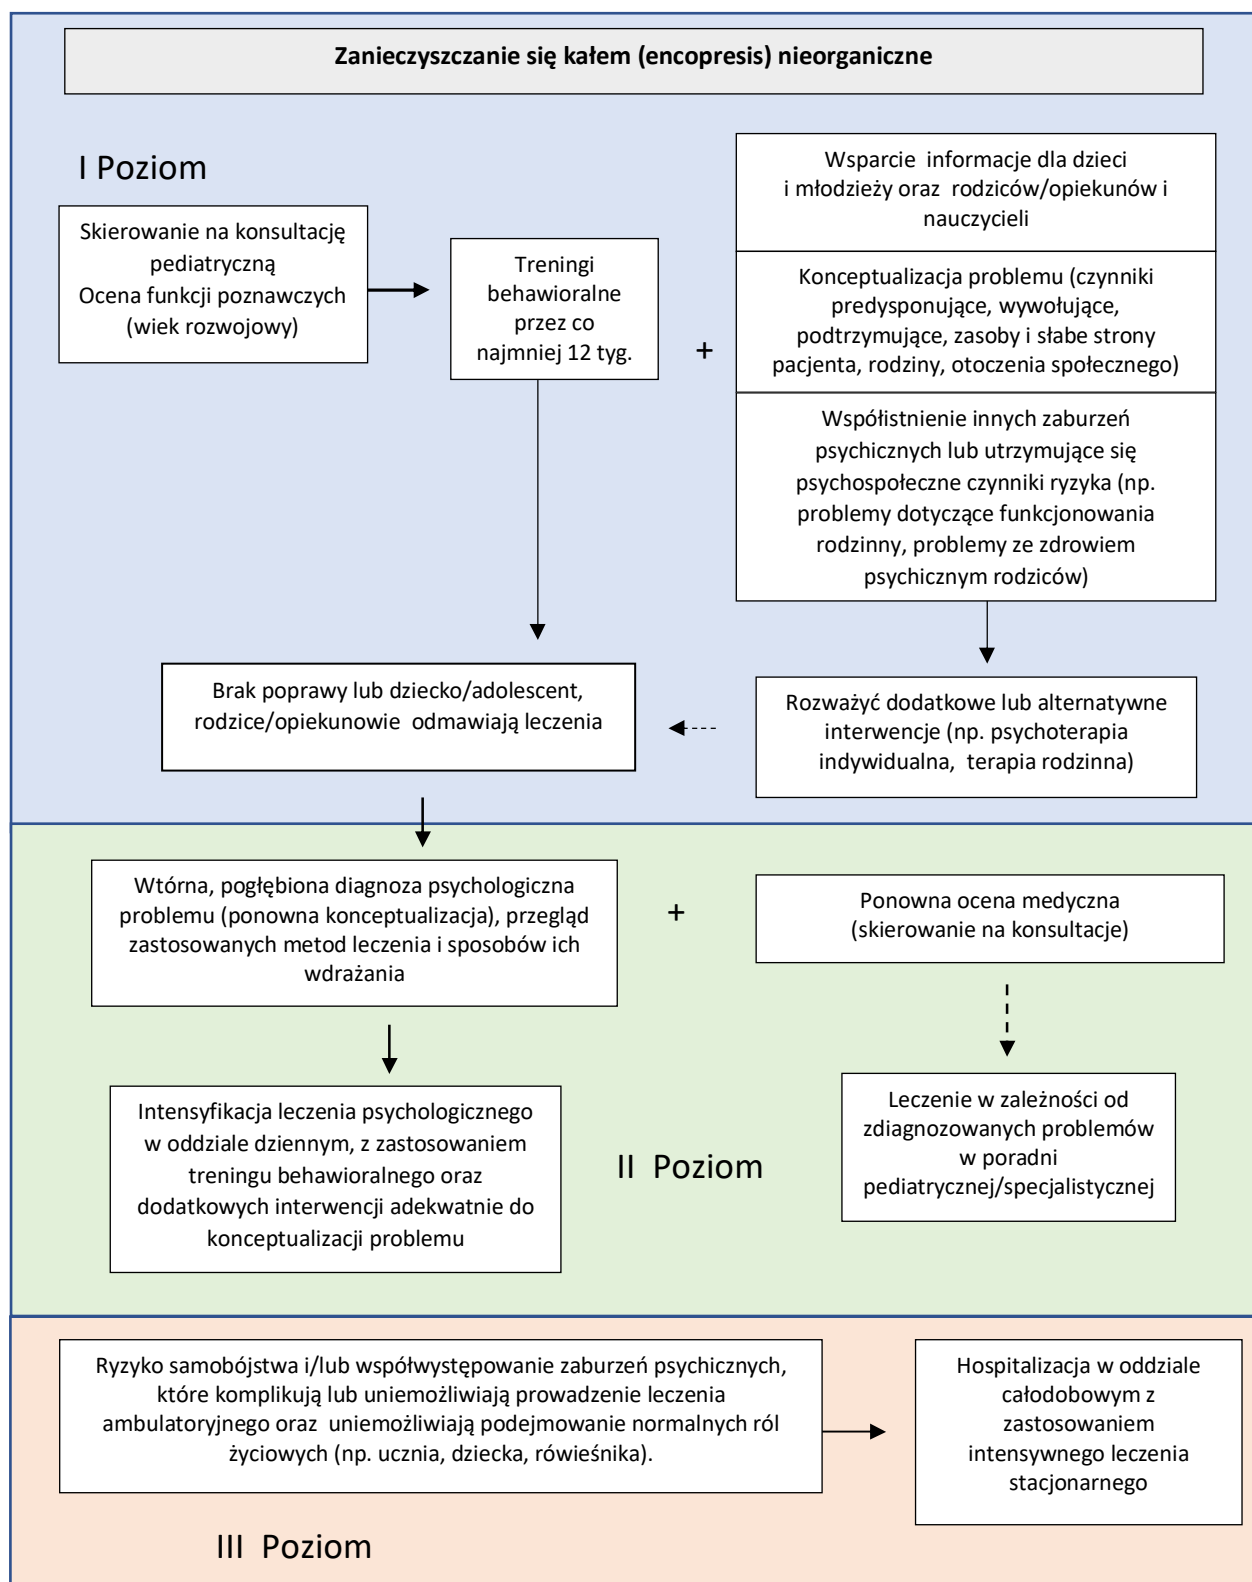 Zanieczyszczanie się kałem (encopresis) nieorganiczne
I Poziom
Skierowanie na konsultację
pediatryczną
Ocena funkcji poznawczych
(wiek rozwojowy)
Treningi
behawioralne
przez co
najmniej 12 tyg.
+
Wsparcie informacje dla dzieci
i młodzieży oraz rodziców/opiekunów i
nauczycieli
Konceptualizacja problemu (czynniki
predysponujące, wywołujące,
podtrzymujące, zasoby i słabe strony
pacjenta, rodziny, otoczenia społecznego)
Współistnienie innych zaburzeń
psychicznych lub utrzymujące się
psychospołeczne czynniki ryzyka (np.
problemy dotyczące funkcjonowania
rodzinny, problemy ze zdrowiem
psychicznym rodziców)
Brak poprawy lub dziecko/adolescent,
rodzice/opiekunowie odmawiają leczenia
Rozważyć dodatkowe lub alternatywne
interwencje (np. psychoterapia
indywidualna, terapia rodzinna)
Wtórna, pogłębiona diagnoza psychologiczna
problemu (ponowna konceptualizacja), przegląd
zastosowanych metod leczenia i sposobów ich
wdrażania
+
Ponowna ocena medyczna
(skierowanie na konsultacje)
Intensyfikacja leczenia psychologicznego
w oddziale dziennym, z zastosowaniem
treningu behawioralnego oraz
dodatkowych interwencji adekwatnie do
konceptualizacji problemu
II Poziom
Leczenie w zależności od
zdiagnozowanych problemów
w poradni
pediatrycznej/specjalistycznej
Ryzyko samobójstwa i/lub współwystępowanie zaburzeń psychicznych,
które komplikują lub uniemożliwiają prowadzenie leczenia
ambulatoryjnego oraz uniemożliwiają podejmowanie normalnych ról
życiowych (np. ucznia, dziecka, rówieśnika).
Hospitalizacja w oddziale
całodobowym z
zastosowaniem
intensywnego leczenia
stacjonarnego
III Poziom